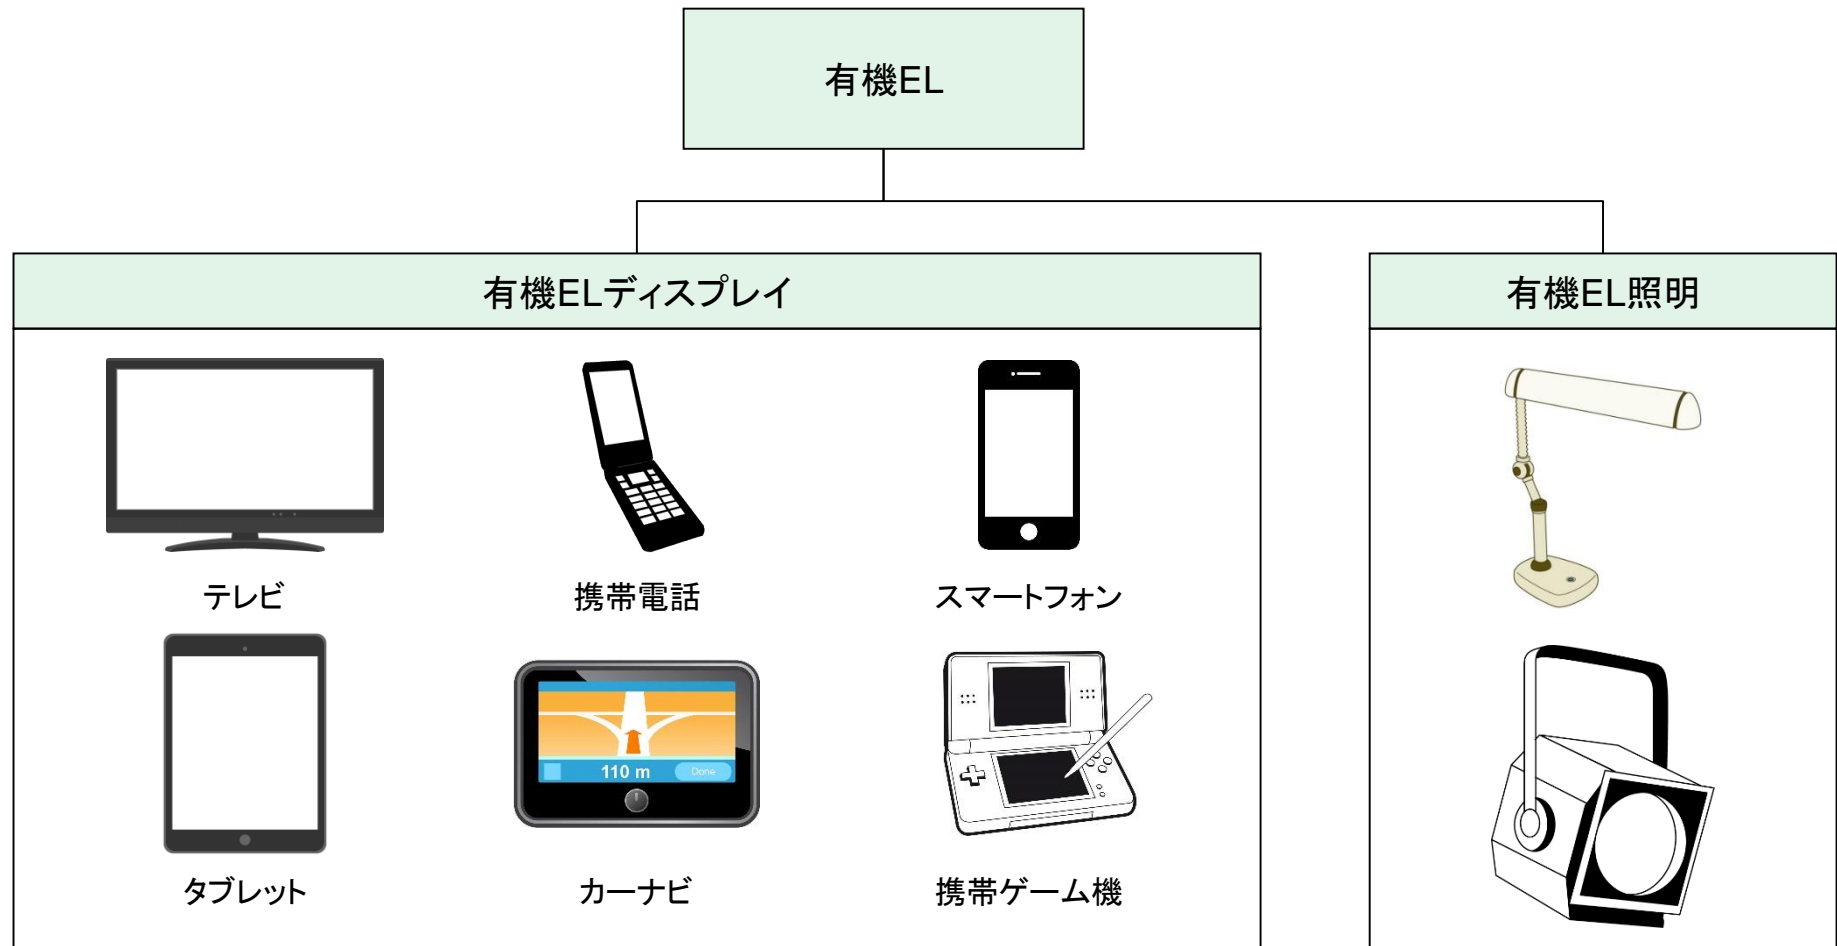 有機EL
有機ELディスプレイ
有機EL照明
テレビ
携帯電話
スマートフォン
110 m
Done
タブレット
カーナビ
携帯ゲーム機